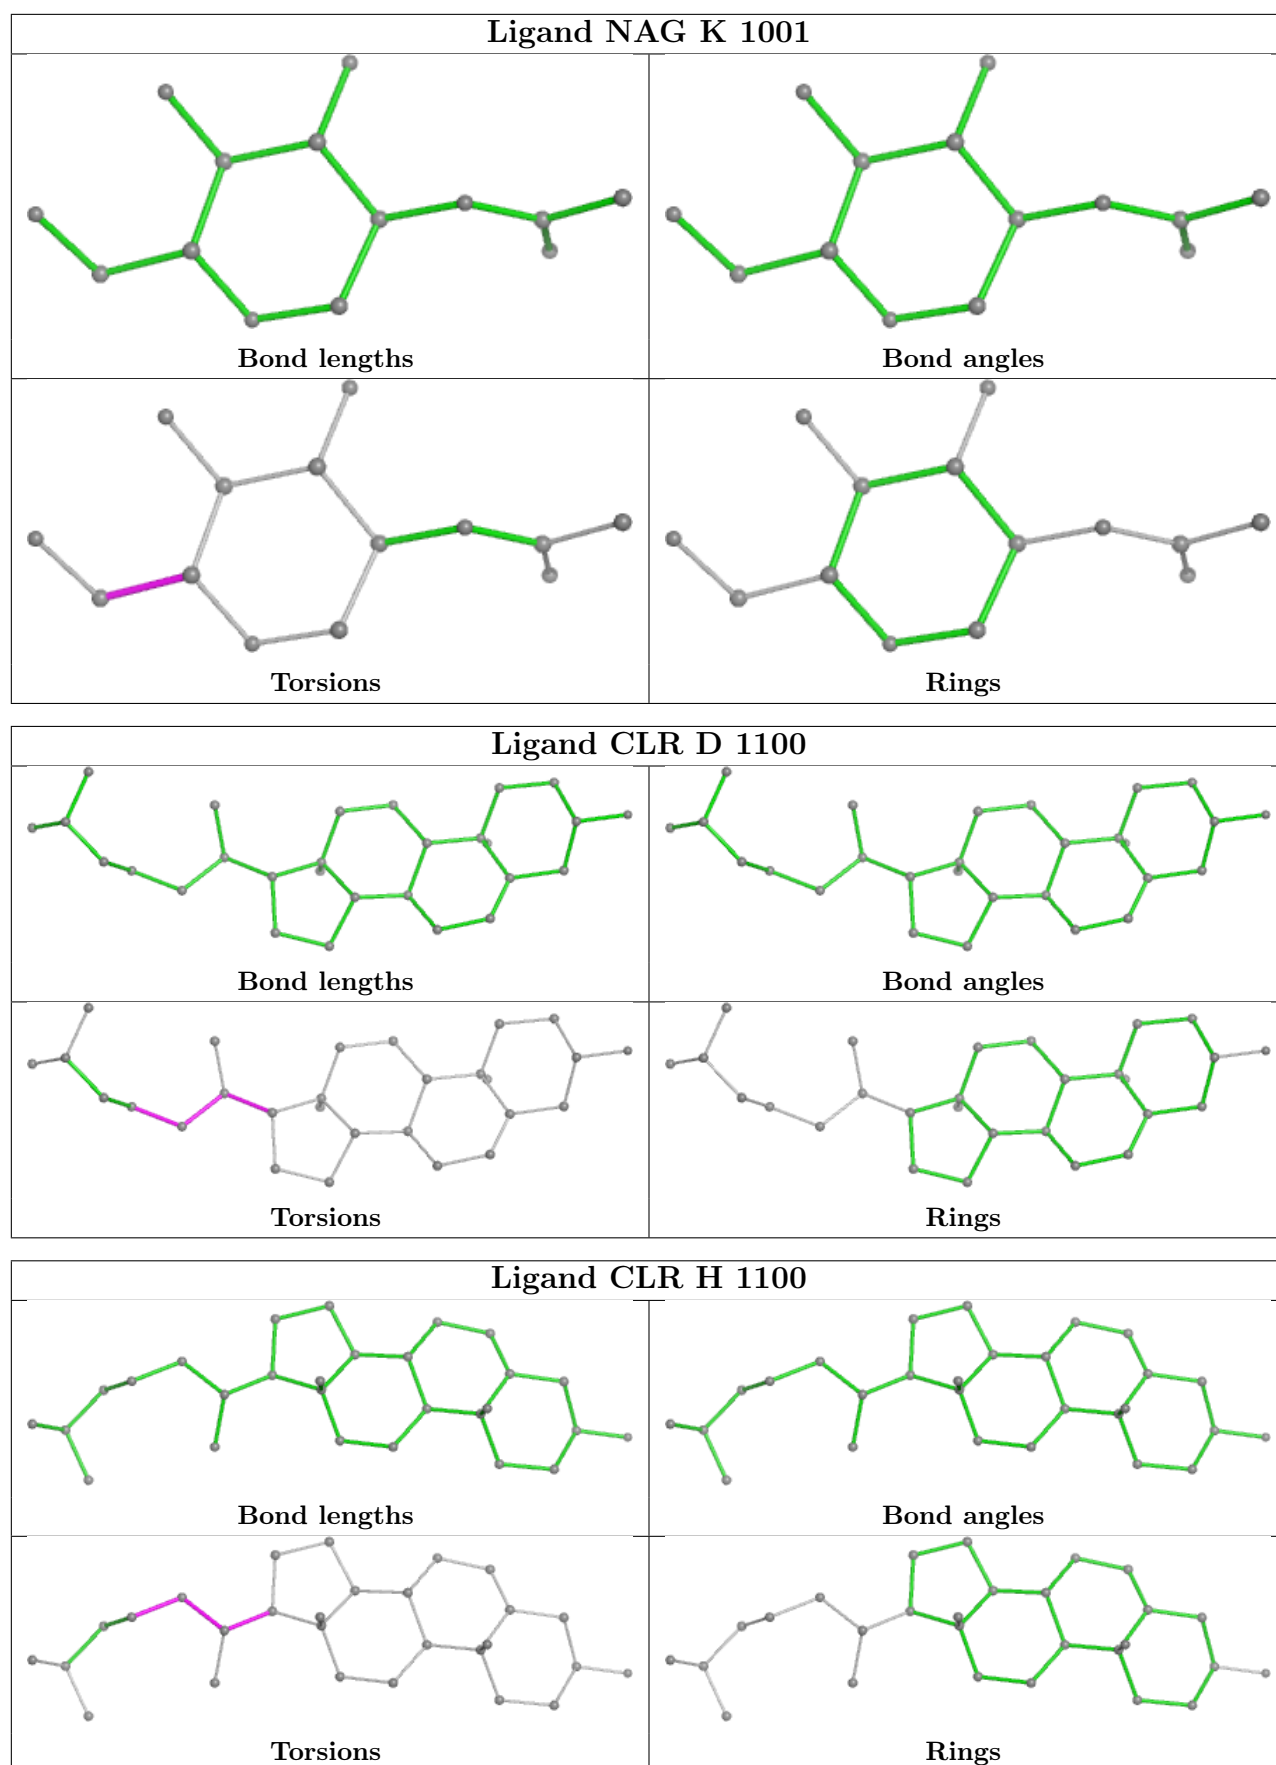 Ligand NAG K 1001
Bond lengths
Bond angles
Torsions
Rings
Ligand CLR D 1100
Bond lengths
Bond angles
Torsions
Rings
Ligand CLR H 1100
Bond lengths
Bond angles
Torsions
Rings